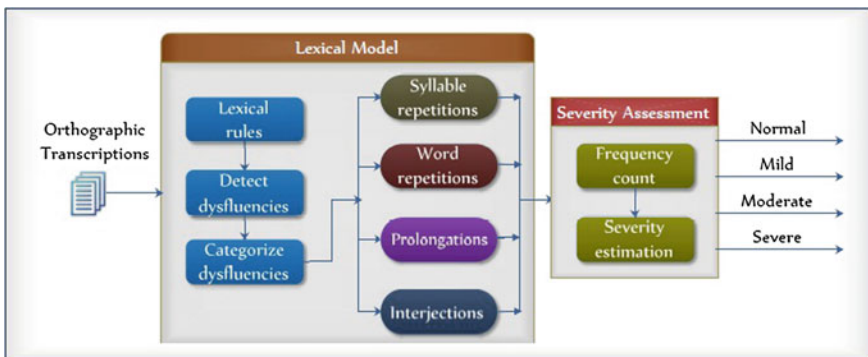 Lexical Model
Orthographic
Transcriptions
Lexical
rules
Detect
dysfluencies
Categorize
dysfluencies
Syllable
repetitions
Word
repetitions
Prolongations
Interjections
Severity Assessment
Frequency
count
Severity
estimation
Normal
Mild
Moderate
Severe